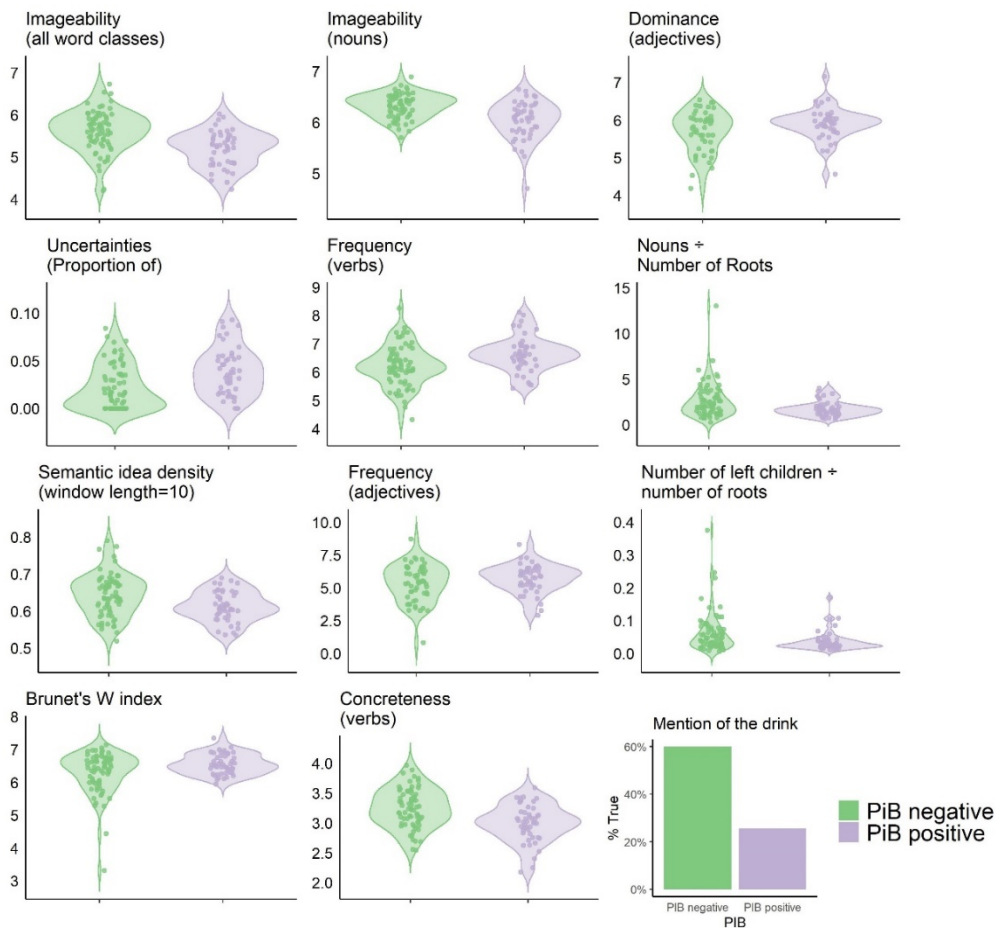 Imageability
(all word classes)
7
6
5
4
Imageability
(nouns)
7
6
5
Dominance
(adjectives)
7
6
5
4
Uncertainties
(Proportion of)
0.10
0.05
0.00
Frequency
(verbs)
9
8
7
6
5
4
Nouns ÷
Number of Roots
15
10
5
0
Semantic idea density
(window length=10)
0.8
0.7
0.6
0.5
Frequency
(adjectives)
10.0
7.5
5.0
2.5
0.0
Number of left children ÷
number of roots
0.4
0.3
0.2
0.1
0.0
Brunet's W index
8
7
6
5
4
3
Concreteness
(verbs)
4.0
3.5
3.0
2.5
2.0
Mention of the drink
60%
40%
20%
0%
% True
PIB negative
PIB positive
PIB
PiB negative
PiB positive